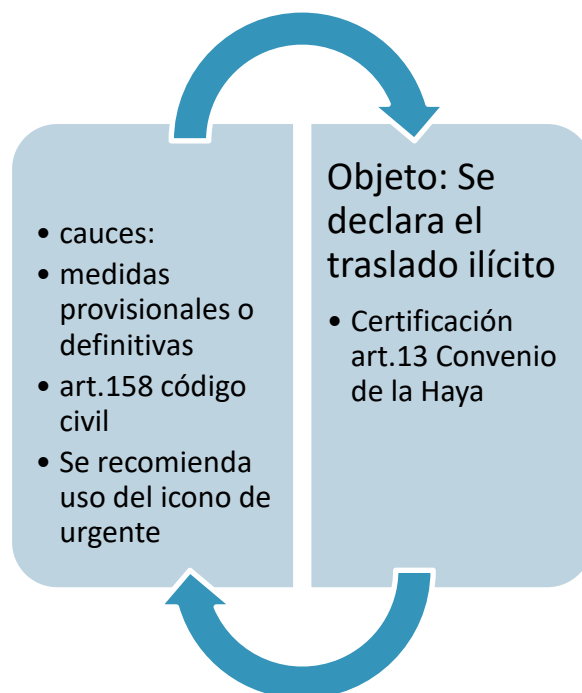 • cauces:
• medidas
provisionales o
definitivas
• art.158 código
civil
• Se recomienda
uso del icono de
urgente
Objeto: Se
declara el
traslado ilícito
• Certificación
art.13 Convenio
de la Haya